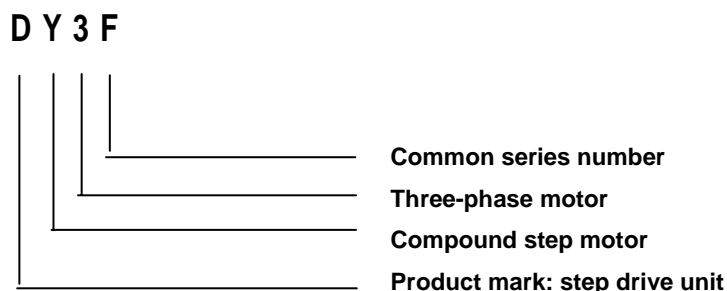 D Y 3 F
Common series number
Three-phase motor
Compound step motor
Product mark: step drive unit